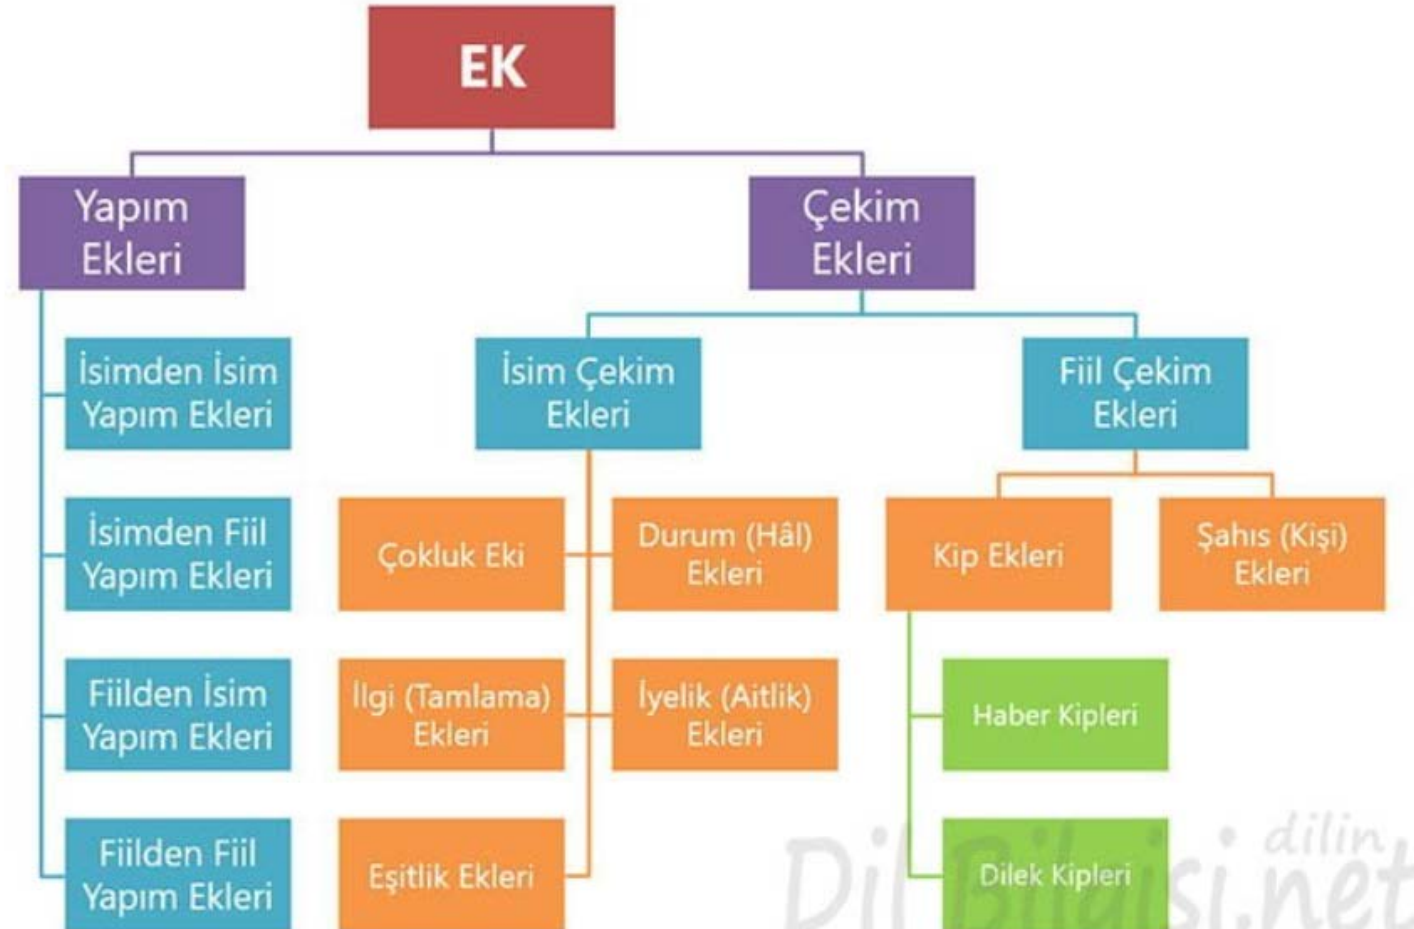 EK
Yapım
Ekleri
Çekim
Ekleri
İsimden İsim
Yapım Ekleri
İsim Çekim
Ekleri
Fiil Çekim
Ekleri
İsimden Fiil
Yapım Ekleri
Çokluk Eki
Durum (Hâl)
Ekleri
Kip Ekleri
Şahıs (Kişi)
Ekleri
Fiilden İsim
Yapım Ekleri
İlgi (Tamlama)
Ekleri
İyelik (Aitlik)
Ekleri
Haber Kipleri
Fiilden Fiil
Yapım Ekleri
Eşitlik Ekleri
Dilek Kipleri
dilin
Dil Bilgisi.net